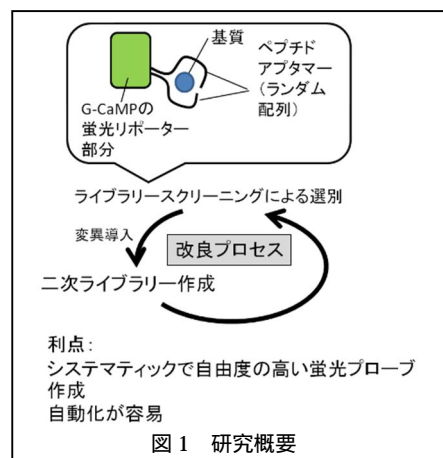 基質
ペプチド
アプタマー
（ランダム
配列）
G-CaMPの
蛍光リポーター
部分
ライブラリースクリーニングによる選別
変異導入
改良プロセス
二次ライブラリー作成
利点：
システマティックで自由度の高い蛍光プローブ
作成
自動化が容易
図1　研究概要